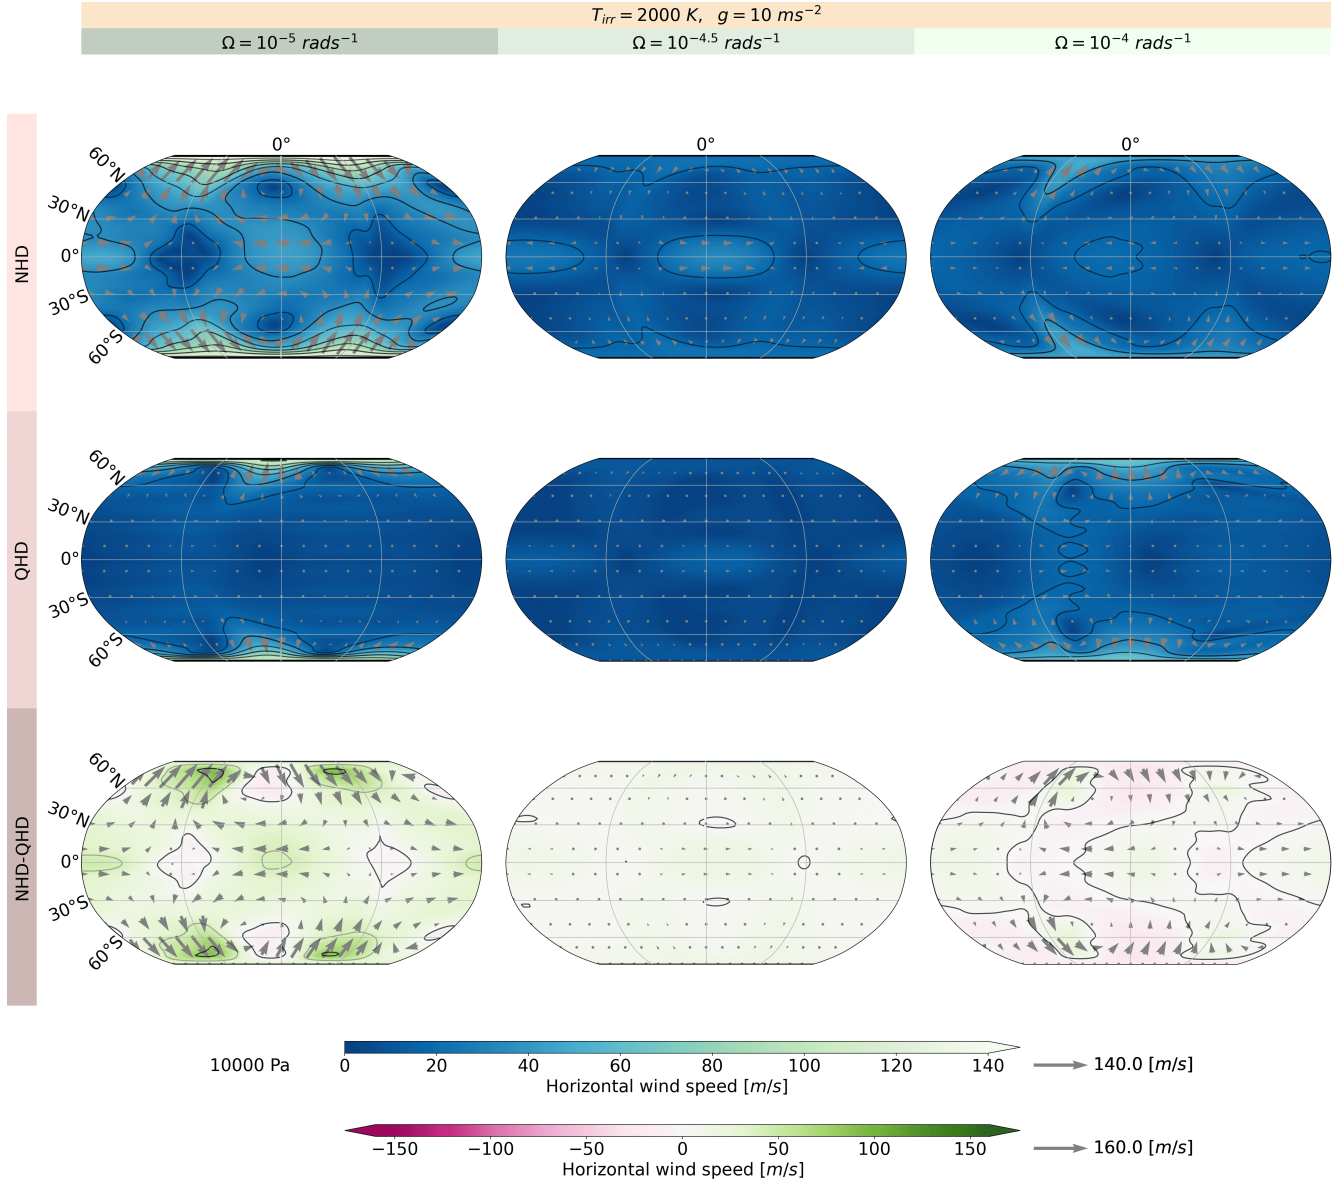 T_irr = 2000 K, g = 10 ms⁻²
Ω = 10⁻⁵ rads⁻¹ Ω = 10⁻⁴·⁵ rads⁻¹ Ω = 10⁻⁴ rads⁻¹
0° 0° 0°
NHD
60°N
30°N
0°
30°S
60°S
QHD
60°N
30°N
0°
30°S
60°S
NHD-QHD
60°N
30°N
0°
30°S
60°S
10000 Pa
0 20 40 60 80 100 120 140
Horizontal wind speed [m/s]
140.0 [m/s]
−150 −100 −50 0 50 100 150
Horizontal wind speed [m/s]
160.0 [m/s]